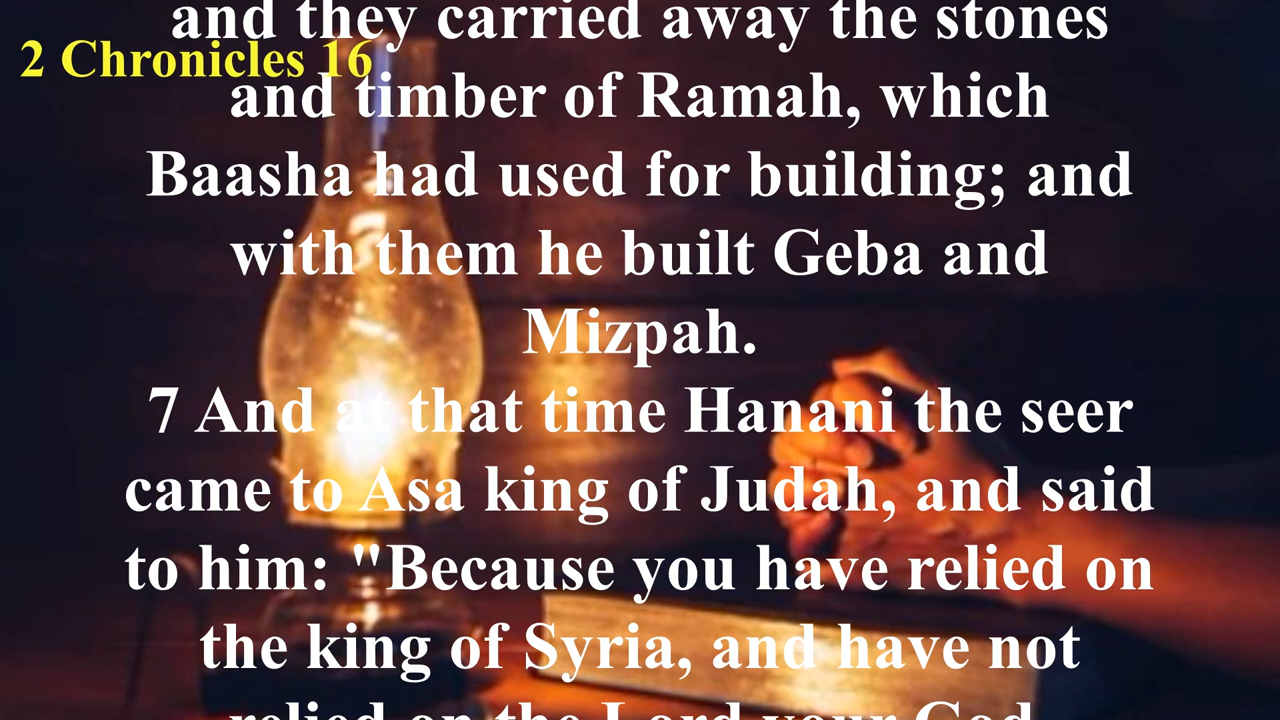 and they carried away the stones
2 Chronicles 16
and timber of Ramah, which
Baasha had used for building; and
with them he built Geba and
Mizpah.
7 And at that time Hanani the seer
came to Asa king of Judah, and said
to him: "Because you have relied on
the king of Syria, and have not
relied on the Lord your God,